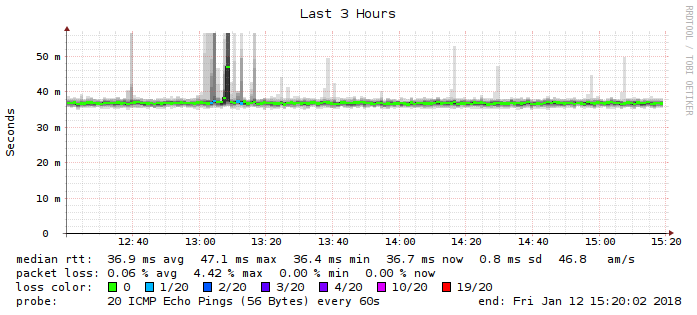 Last 3 Hours
RRDTOOL / TOBI OETIKER
Seconds
50 m
40 m
30 m
20 m
10 m
0
12:40 13:00 13:20 13:40 14:00 14:20 14:40 15:00 15:20
median rtt: 36.9 ms avg 47.1 ms max 36.4 ms min 36.7 ms now 0.8 ms sd 46.8 am/s
packet loss: 0.06 % avg 4.42 % max 0.00 % min 0.00 % now
loss color: 0 1/20 2/20 3/20 4/20 10/20 19/20
probe: 20 ICMP Echo Pings (56 Bytes) every 60s end: Fri Jan 12 15:20:02 2018